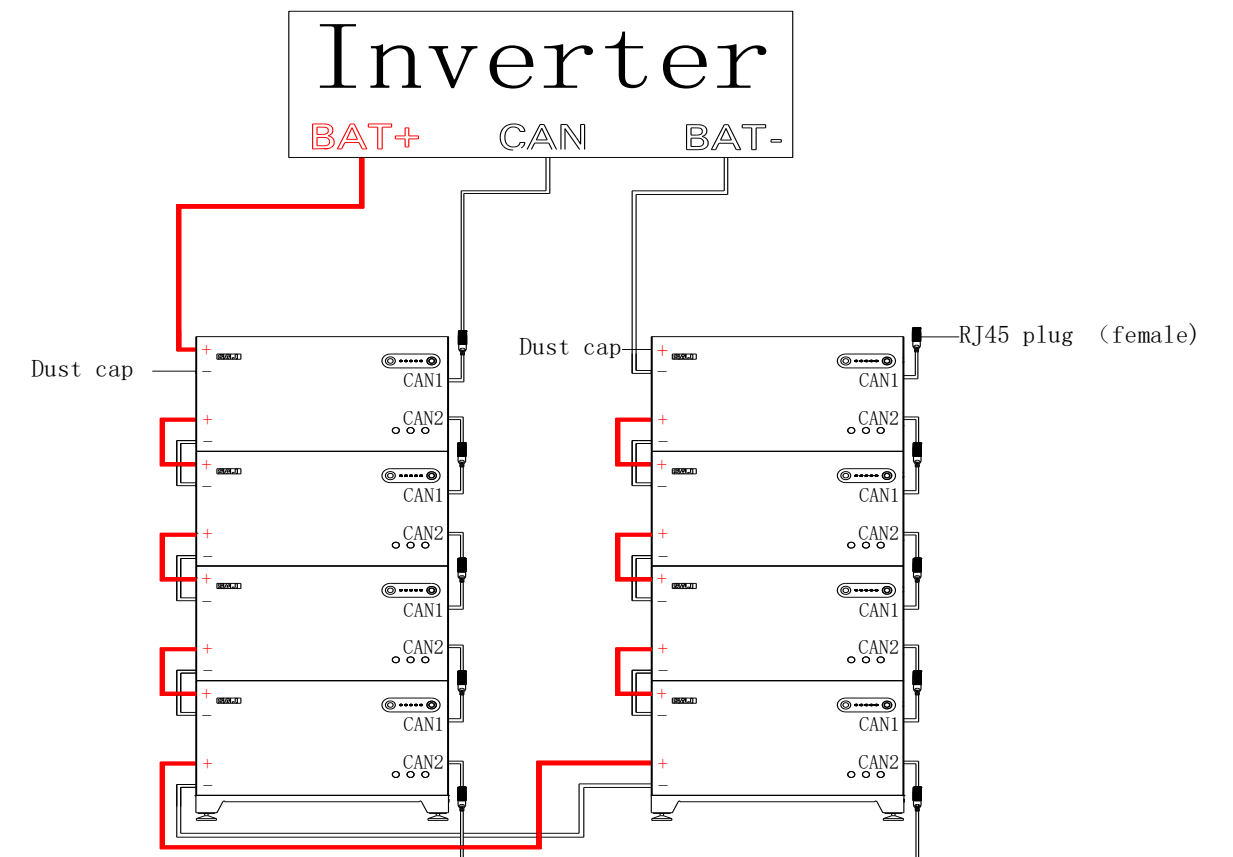 Inverter
BAT+ CAN BAT-
RJ45 plug （female)
Dust cap
Dust cap
+ CAN1
-
+ CAN2
-
+ CAN1
-
+ CAN2
-
+ CAN1
-
+ CAN2
-
+ CAN1
-
+ CAN2
-
+ CAN1
-
+ CAN2
-
+ CAN1
-
+ CAN2
-
+ CAN1
-
+ CAN2
-
+ CAN1
-
+ CAN2
-